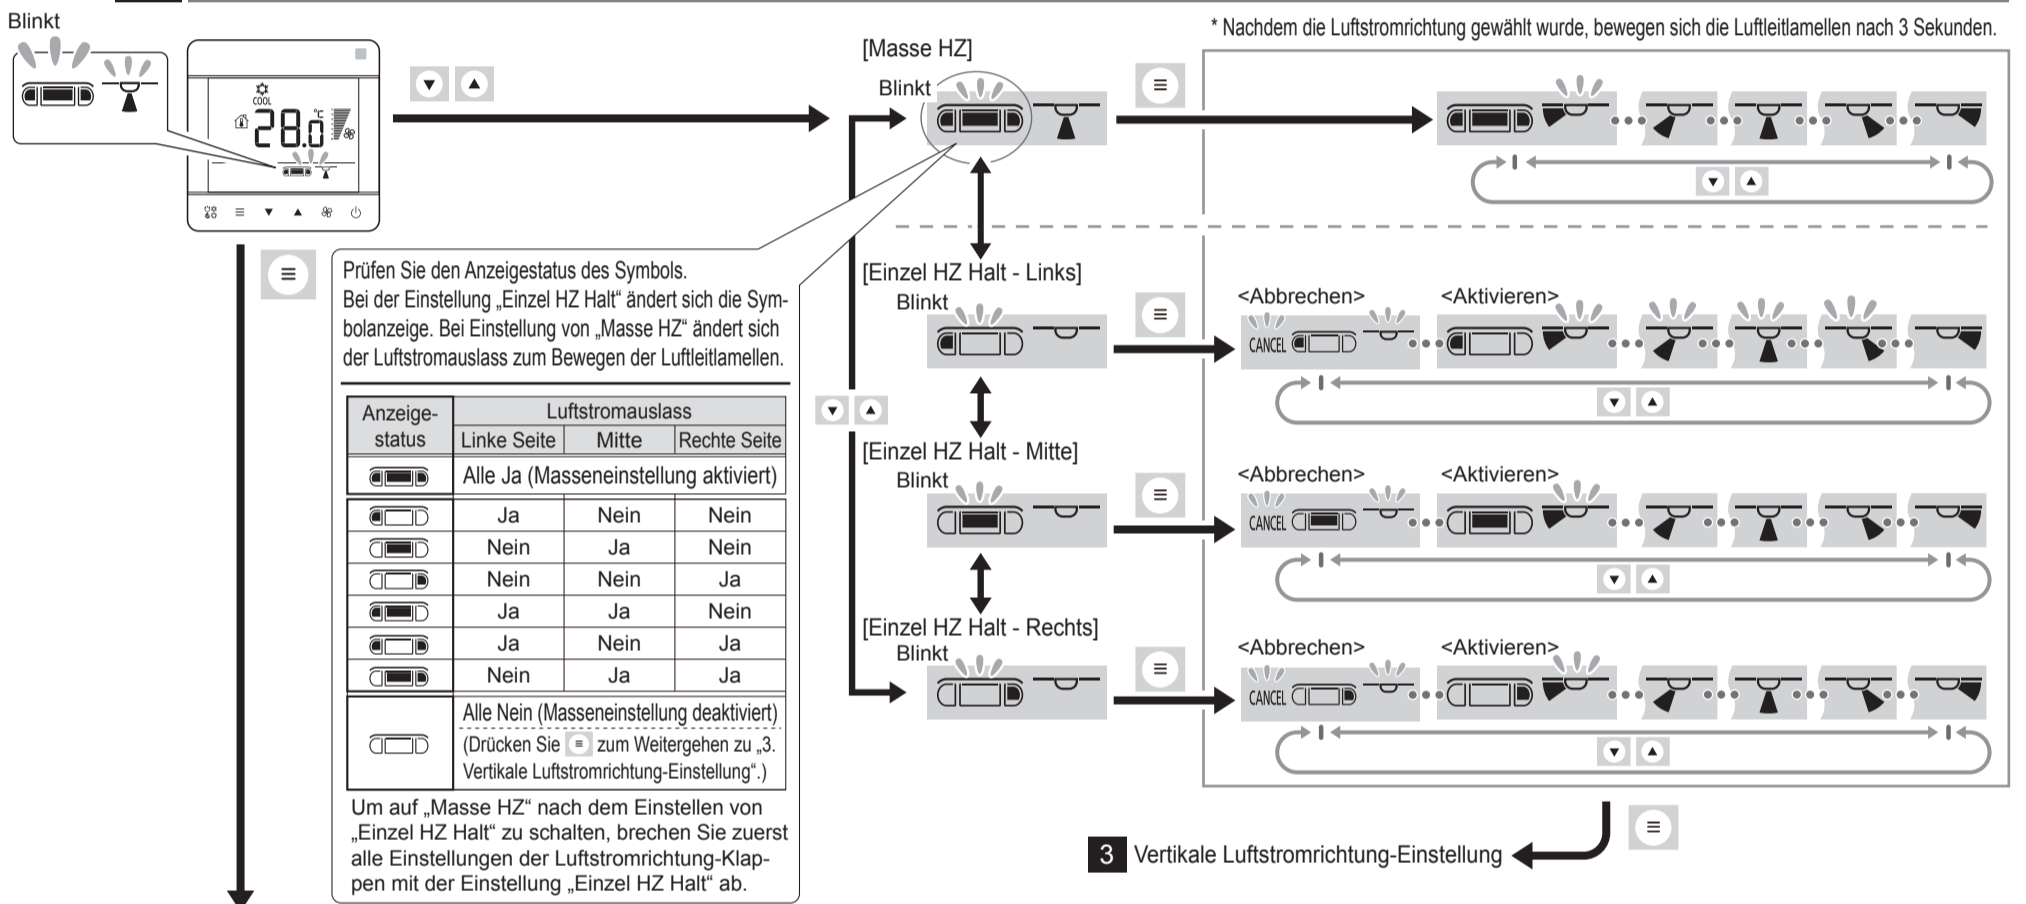 Blinkt
COOL
28.0 °C
* Nachdem die Luftstromrichtung gewählt wurde, bewegen sich die Luftleitlamellen nach 3 Sekunden.
[Masse HZ]
Blinkt
Prüfen Sie den Anzeigestatus des Symbols.
Bei der Einstellung „Einzel HZ Halt“ ändert sich die Sym-
bolanzeige. Bei Einstellung von „Masse HZ“ ändert sich
der Luftstromauslass zum Bewegen der Luftleitlamellen.
Anzeige-
status
Luftstromauslass
Linke Seite Mitte Rechte Seite
Alle Ja (Masseneinstellung aktiviert)
Ja Nein Nein
Nein Ja Nein
Nein Nein Ja
Ja Ja Nein
Ja Nein Ja
Nein Ja Ja
Alle Nein (Masseneinstellung deaktiviert)
(Drücken Sie ≡ zum Weitergehen zu „3.
Vertikale Luftstromrichtung-Einstellung“.)
Um auf „Masse HZ“ nach dem Einstellen von
„Einzel HZ Halt“ zu schalten, brechen Sie zuerst
alle Einstellungen der Luftstromrichtung-Klap-
pen mit der Einstellung „Einzel HZ Halt“ ab.
[Einzel HZ Halt - Links]
Blinkt
<Abbrechen> <Aktivieren>
CANCEL
[Einzel HZ Halt - Mitte]
Blinkt
<Abbrechen> <Aktivieren>
CANCEL
[Einzel HZ Halt - Rechts]
Blinkt
<Abbrechen> <Aktivieren>
CANCEL
3 Vertikale Luftstromrichtung-Einstellung